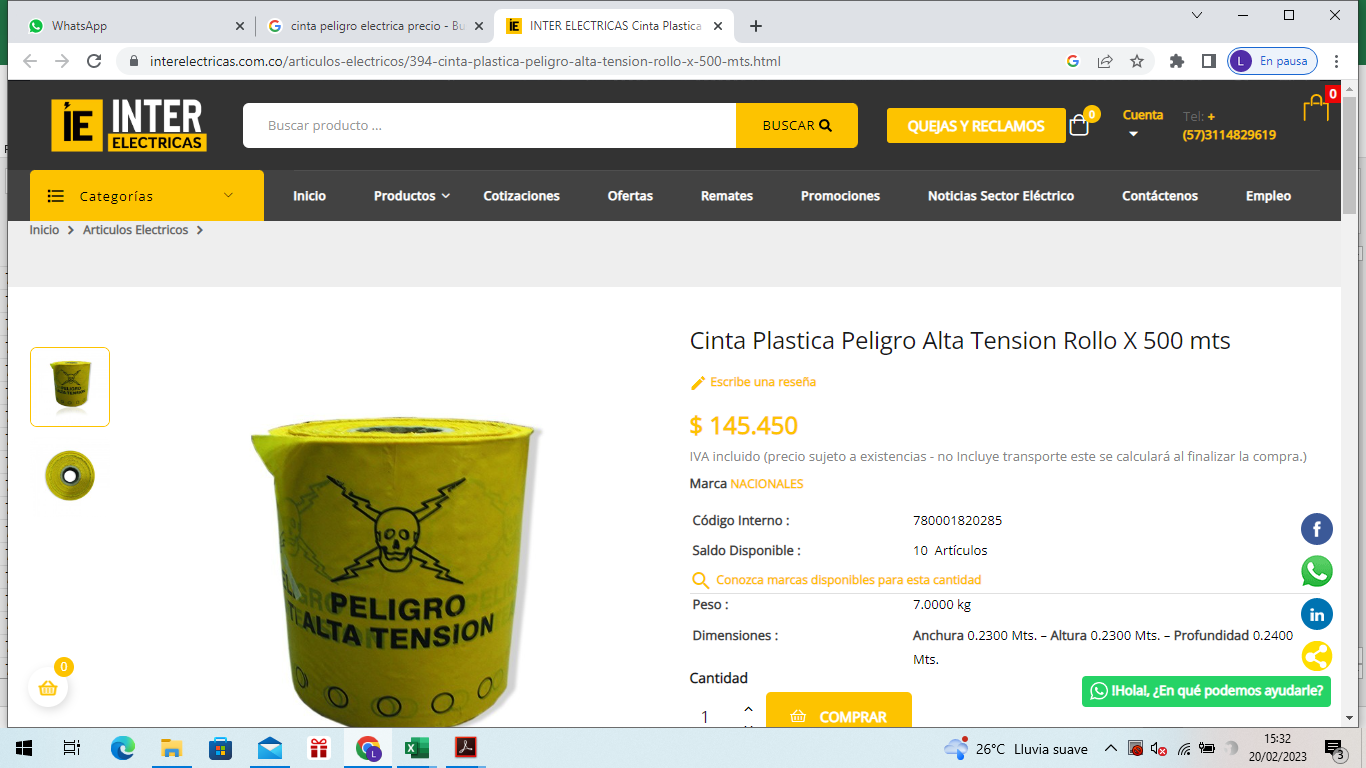 WhatsApp
cinta peligro electrica precio - Bu
INTER ELECTRICAS Cinta Plastica
interelectricas.com.co/articulos-electricos/394-cinta-plastica-peligro-alta-tension-rollo-x-500-mts.html
L En pausa
IE INTER ELECTRICAS
Buscar producto ...
BUSCAR
QUEJAS Y RECLAMOS
0
Cuenta
Tel: +
(57)3114829619
0
Categorías
Inicio
Productos
Cotizaciones
Ofertas
Remates
Promociones
Noticias Sector Eléctrico
Contáctenos
Empleo
Inicio > Articulos Electricos >
Cinta Plastica Peligro Alta Tension Rollo X 500 mts
Escribe una reseña
$ 145.450
IVA incluido (precio sujeto a existencias - no Incluye transporte este se calculará al finalizar la compra.)
Marca NACIONALES
Código Interno : 780001820285
Saldo Disponible : 10 Artículos
Conozca marcas disponibles para esta cantidad
Peso : 7.0000 kg
Dimensiones : Anchura 0.2300 Mts. – Altura 0.2300 Mts. – Profundidad 0.2400
Mts.
Cantidad
1
COMPRAR
PELIGRO
ALTA TENSION
PELIGRO
ALTA TENSION
0
!Hola!, ¿En qué podemos ayudarle?
26°C Lluvia suave
15:32
20/02/2023
3